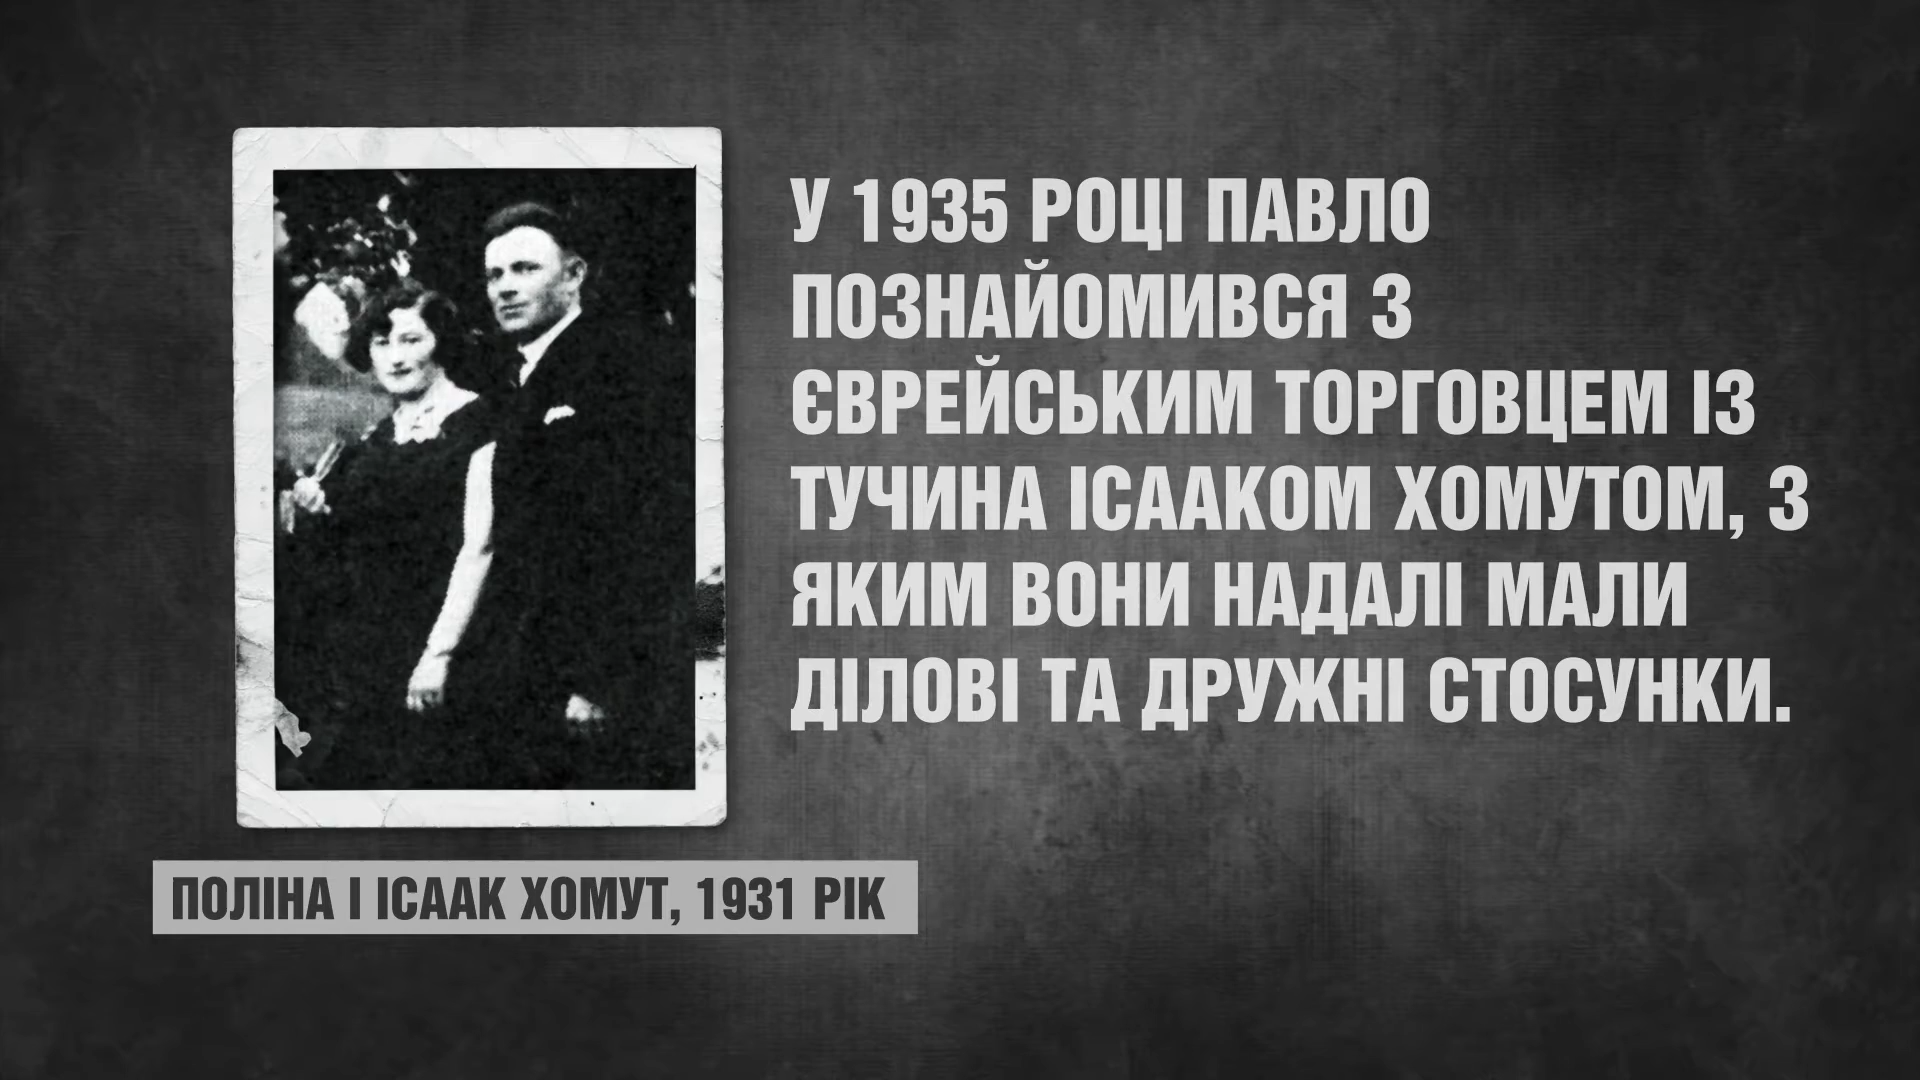 У 1935 РОЦІ ПАВЛО
ПОЗНАЙОМИВСЯ З
ЄВРЕЙСЬКИМ ТОРГОВЦЕМ ІЗ
ТУЧИНА ІСААКОМ ХОМУТОМ, З
ЯКИМ ВОНИ НАДАЛІ МАЛИ
ДІЛОВІ ТА ДРУЖНІ СТОСУНКИ.
ПОЛІНА І ІСААК ХОМУТ, 1931 РІК